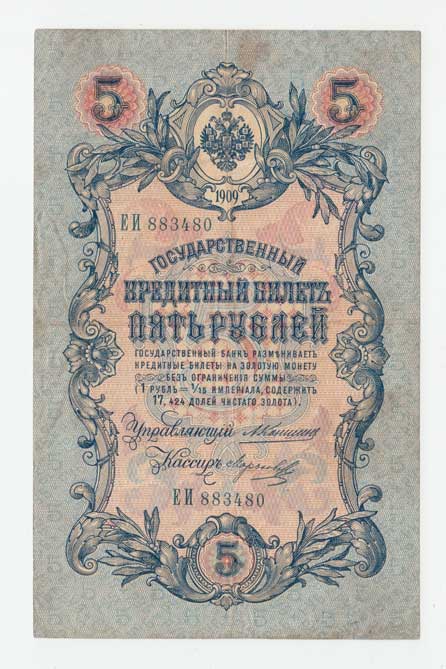 5 5
1909
ЕИ 883480
ГОСУДАРСТВЕННЫЙ
КРЕДИТНЫЙ БИЛЕТЪ
ПЯТЬ РУБЛЕЙ
ГОСУДАРСТВЕННЫЙ БАНКЪ РАЗМѢНИВАЕТЪ
КРЕДИТНЫЕ БИЛЕТЫ НА ЗОЛОТУЮ МОНЕТУ
БЕЗЪ ОГРАНИЧЕНІЯ СУММЫ
(1 РУБЛЬ = 1/15 ИМПЕРІАЛА, СОДЕРЖИТЪ
17,424 ДОЛЕЙ ЧИСТАГО ЗОЛОТА).
Управляющій
Кассиръ
ЕИ 883480
5